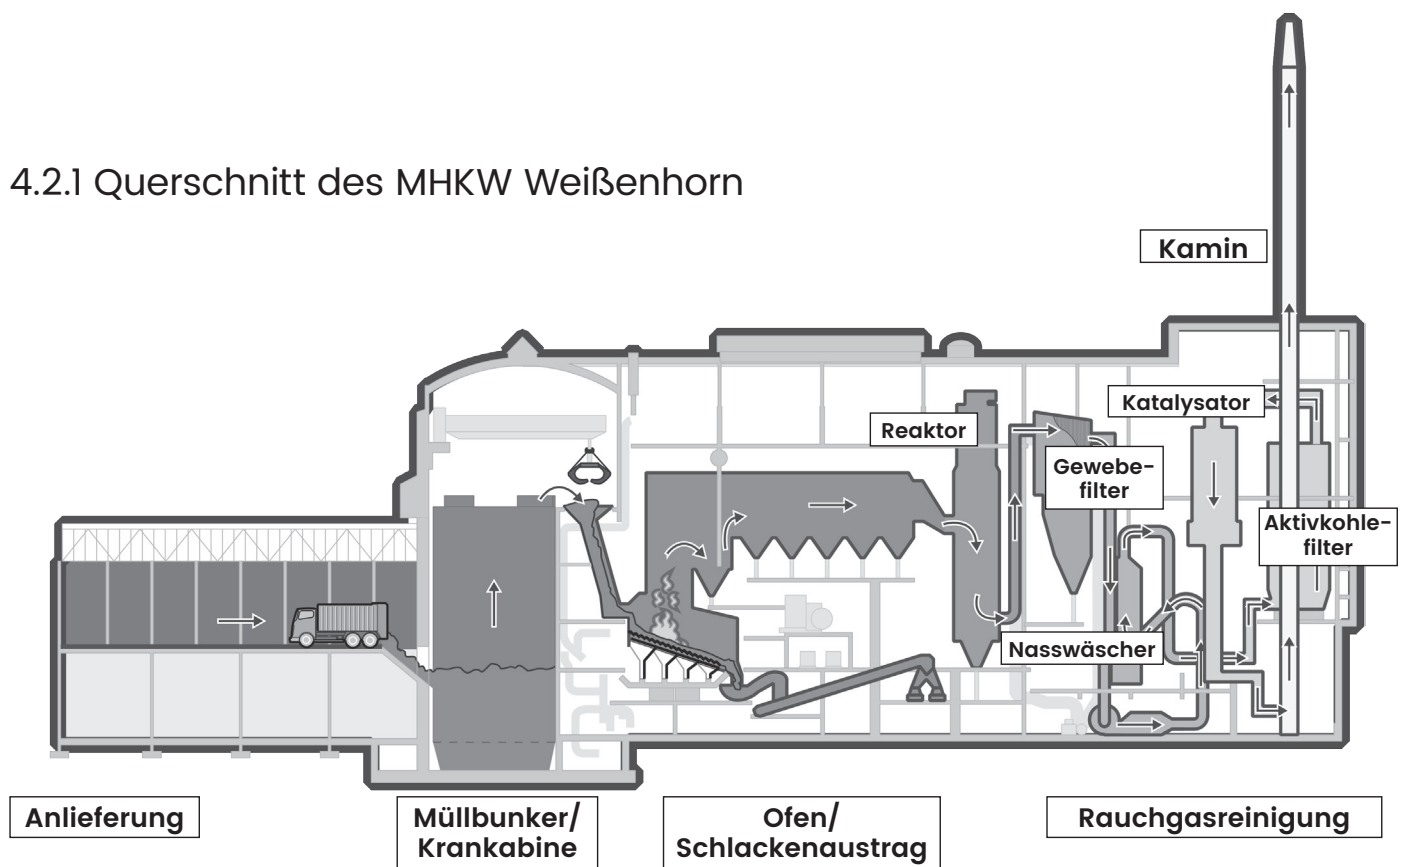 4.2.1 Querschnitt des MHKW Weißenhorn
Kamin
Katalysator
Reaktor
Gewebe-
filter
Aktivkohle-
filter
Nasswäscher
Anlieferung
Müllbunker/
Krankabine
Ofen/
Schlackenaustrag
Rauchgasreinigung